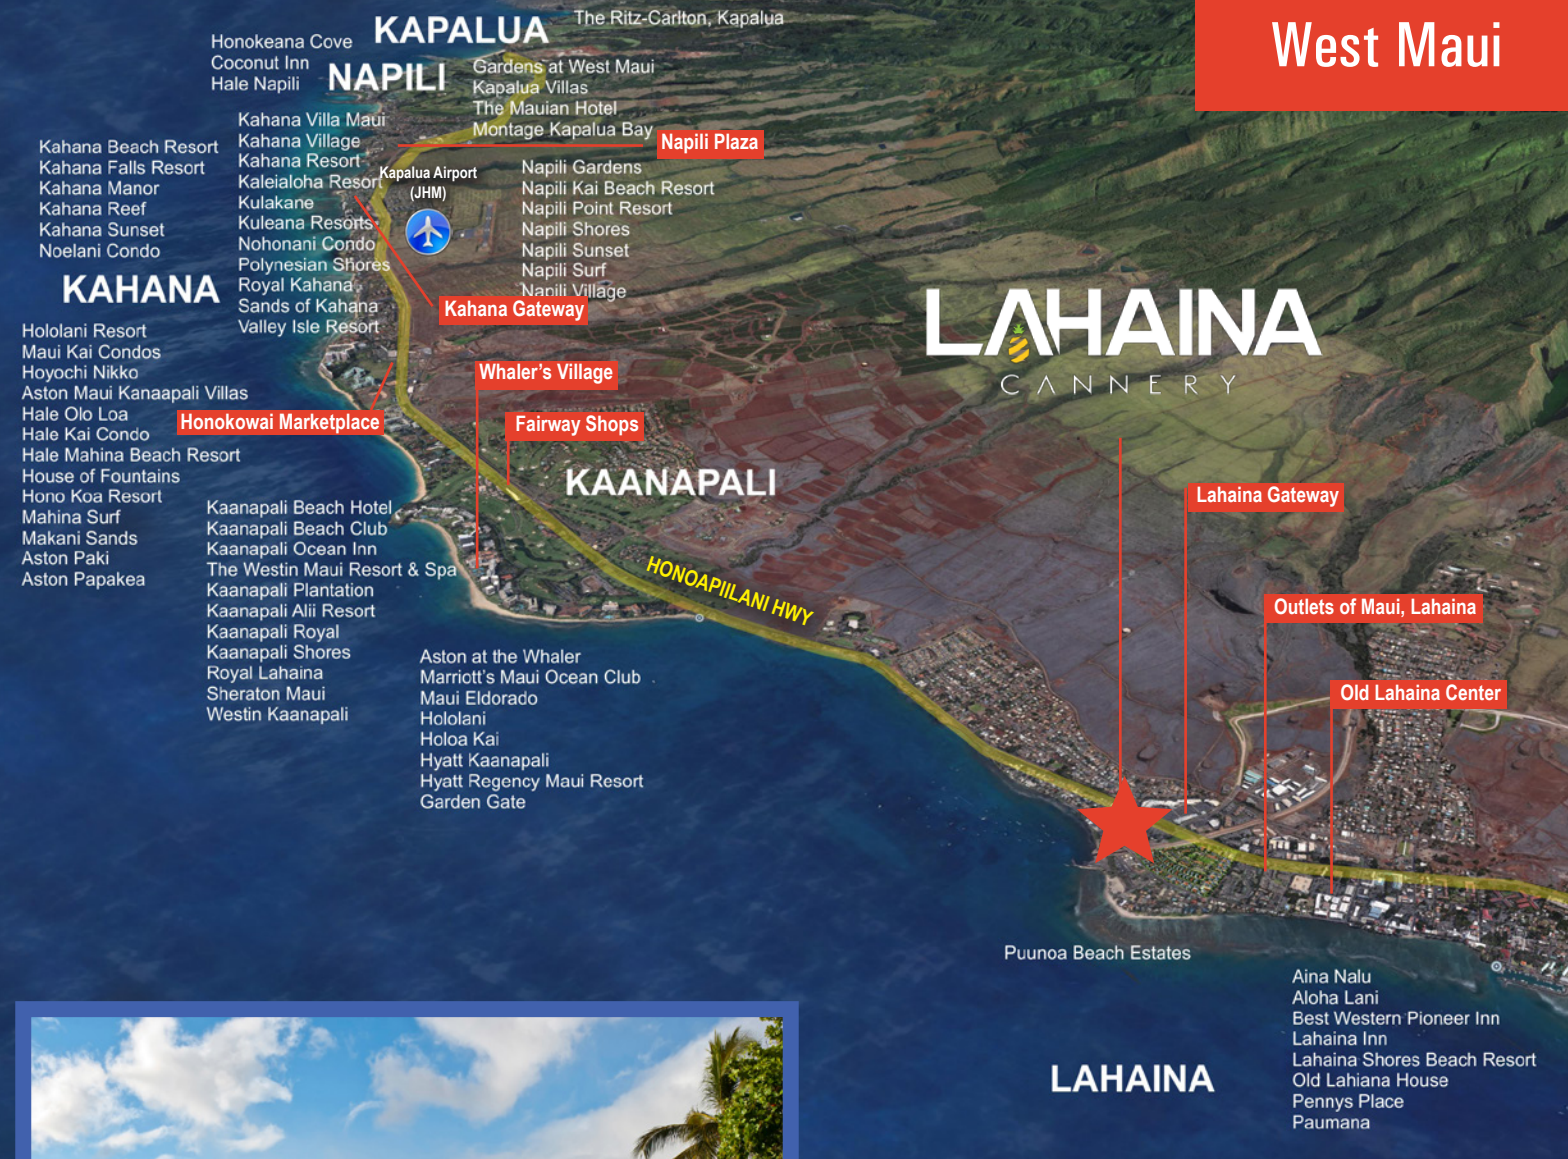 West Maui
KAPALUA
The Ritz-Carlton, Kapalua
Honokeana Cove
Coconut Inn
Hale Napili
NAPILI
Gardens at West Maui
Kapalua Villas
The Mauian Hotel
Montage Kapalua Bay
Napili Plaza
Kahana Villa Maui
Kahana Village
Kahana Resort
Kaleialoha Resort
Kulakane
Kuleana Resorts
Nohonani Condo
Polynesian Shores
Royal Kahana
Sands of Kahana
Valley Isle Resort
Kahana Beach Resort
Kahana Falls Resort
Kahana Manor
Kahana Reef
Kahana Sunset
Noelani Condo
Kapalua Airport
(JHM)
Napili Gardens
Napili Kai Beach Resort
Napili Point Resort
Napili Shores
Napili Sunset
Napili Surf
Napili Village
KAHANA
Kahana Gateway
LAHAINA
CANNERY
Hololani Resort
Maui Kai Condos
Hoyochi Nikko
Aston Maui Kanaapali Villas
Hale Olo Loa
Hale Kai Condo
Hale Mahina Beach Resort
House of Fountains
Hono Koa Resort
Mahina Surf
Makani Sands
Aston Paki
Aston Papakea
Whaler's Village
Honokowai Marketplace
Fairway Shops
KAANAPALI
Lahaina Gateway
Kaanapali Beach Hotel
Kaanapali Beach Club
Kaanapali Ocean Inn
The Westin Maui Resort & Spa
Kaanapali Plantation
Kaanapali Alii Resort
Kaanapali Royal
Kaanapali Shores
Royal Lahaina
Sheraton Maui
Westin Kaanapali
HONOAPIILANI HWY
Outlets of Maui, Lahaina
Old Lahaina Center
Aston at the Whaler
Marriott's Maui Ocean Club
Maui Eldorado
Hololani
Holoa Kai
Hyatt Kaanapali
Hyatt Regency Maui Resort
Garden Gate
Puunoa Beach Estates
LAHAINA
Aina Nalu
Aloha Lani
Best Western Pioneer Inn
Lahaina Inn
Lahaina Shores Beach Resort
Old Lahiana House
Pennys Place
Paumana